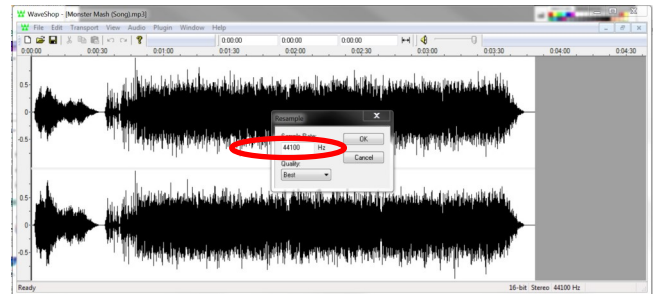 WaveShop - [Monster Mash (Song).mp3]
File Edit Transport View Audio Plugin Window Help
0:00:00 0:00:00 0:00:00
0:00:00 0:00:30 0:01:00 0:01:30 0:02:00 0:02:30 0:03:00 0:03:30 0:04:00 0:04:30
0.5
0
-0.5
Resample
Sample Rate:
44100 Hz
OK
Cancel
Quality:
Best
0.5
0
-0.5
Ready 16-bit Stereo 44100 Hz